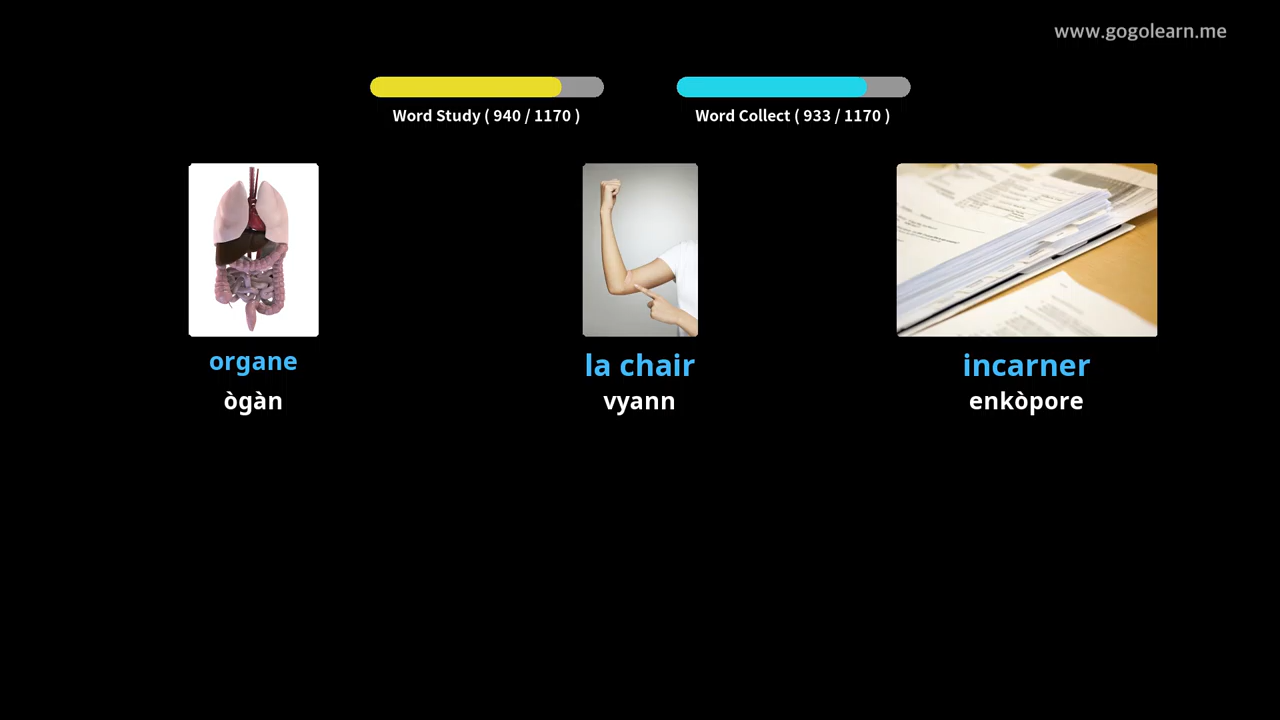 www.gogolearn.me
Word Study ( 940 / 1170 )
Word Collect ( 933 / 1170 )
organe
la chair
incarner
ògàn
vyann
enkòpore